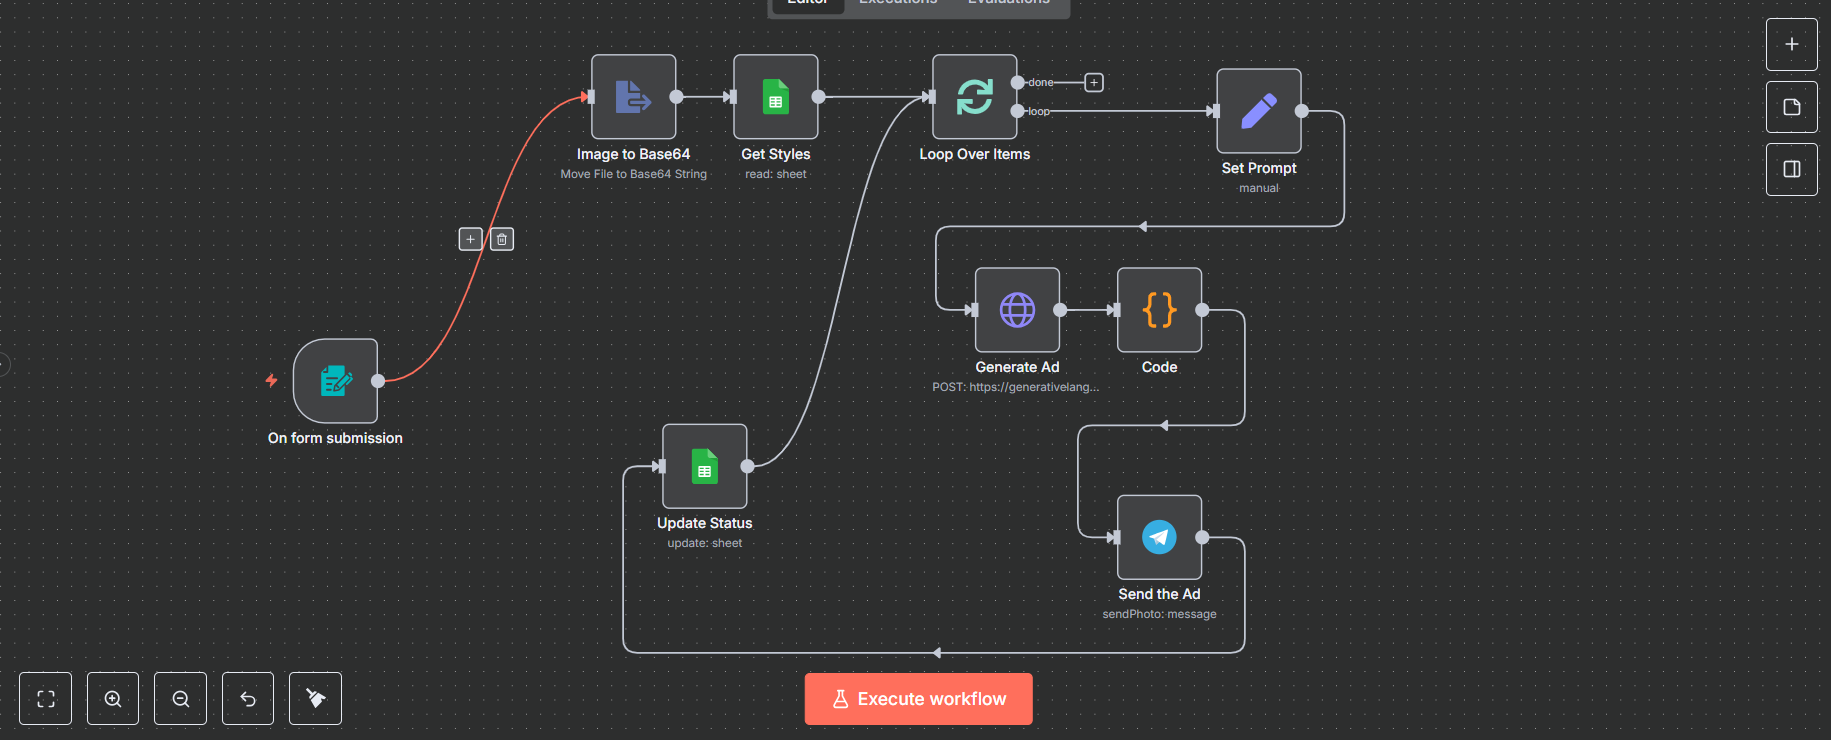 Editor Executions Evaluations
Image to Base64
Move File to Base64 String
Get Styles
read: sheet
Loop Over Items
done
loop
Set Prompt
manual
Generate Ad
POST: https://generativelang...
Code
On form submission
Update Status
update: sheet
Send the Ad
sendPhoto: message
Execute workflow